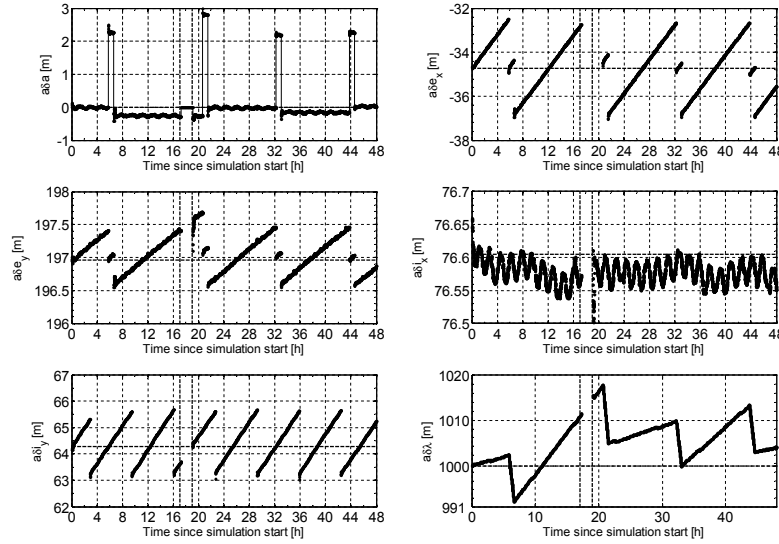 3
2
1
0
-1
aδa [m]
0 4 8 12 16 20 24 28 32 36 40 44 48
Time since simulation start [h]
-32
-34
-36
-38
aδeₓ [m]
0 4 8 12 16 20 24 28 32 36 40 44 48
Time since simulation start [h]
198
197.5
197
196.5
196
aδe_y [m]
0 4 8 12 16 20 24 28 32 36 40 44 48
Time since simulation start [h]
76.7
76.65
76.6
76.55
76.5
aδiₓ [m]
0 4 8 12 16 20 24 28 32 36 40 44 48
Time since simulation start [h]
67
66
65
64
63
62
aδi_y [m]
0 4 8 12 16 20 24 28 32 36 40 44 48
Time since simulation start [h]
1020
1010
1000
991
aδλ [m]
0 10 20 30 40 48
Time since simulation start [h]